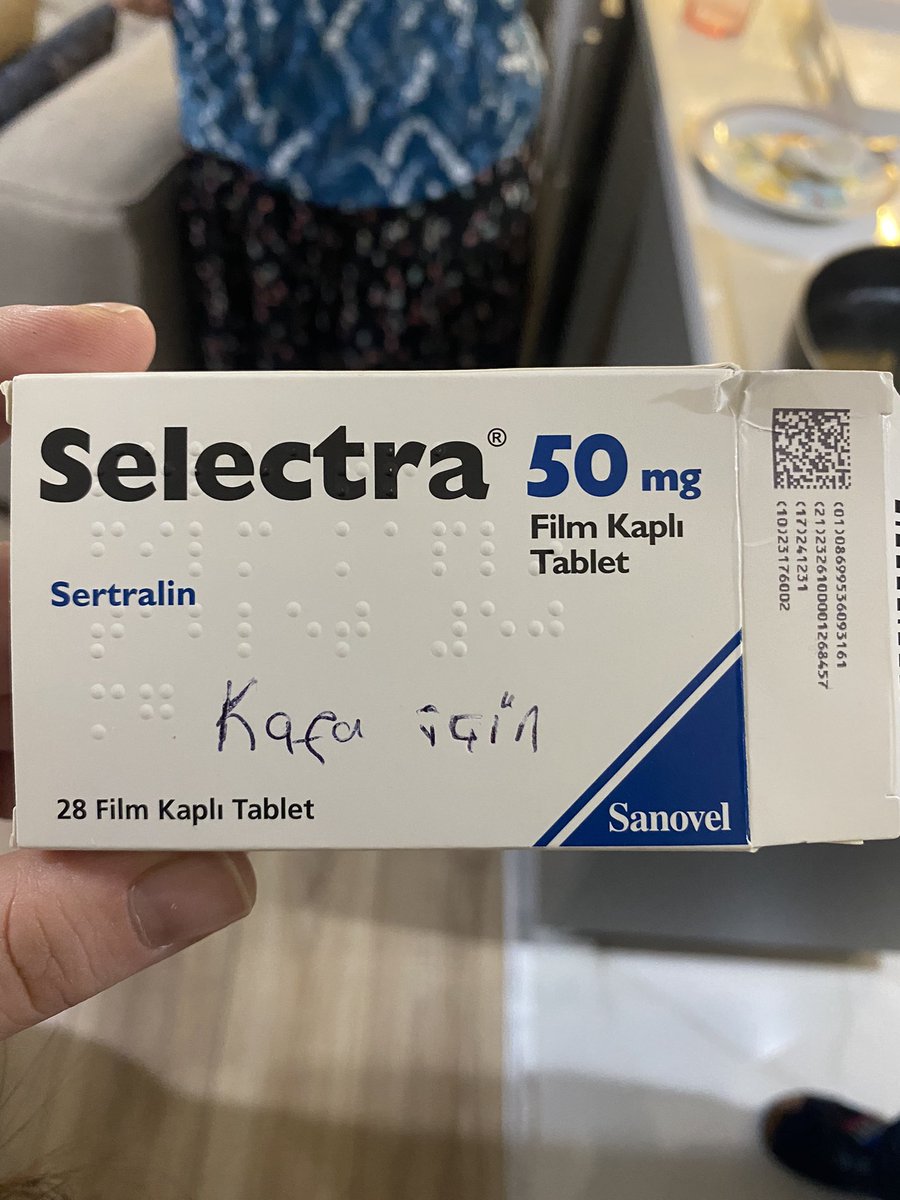 Selectra® 50 mg
Film Kaplı
Tablet
Sertralin
Kafa için
28 Film Kaplı Tablet
Sanovel
(01)08699536093161
(21)23261000001268457
(17)241231
(10)23176002